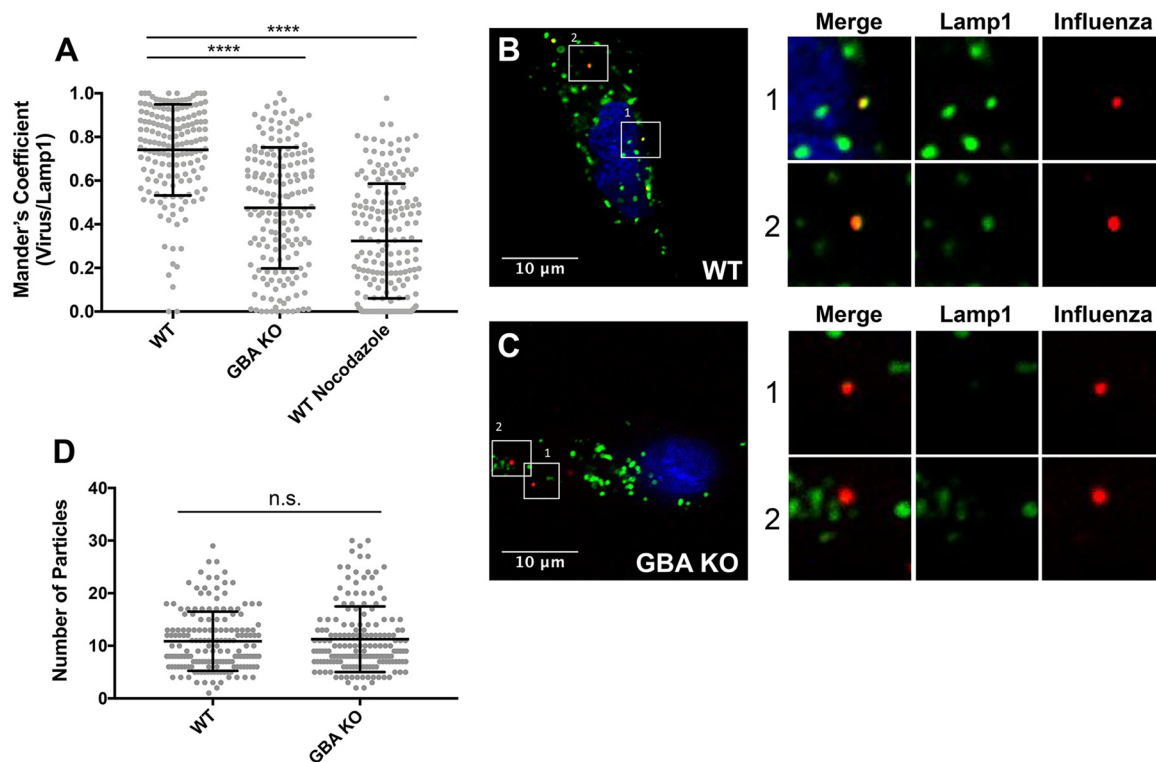 A
****
****
Mander's Coefficient
(Virus/Lamp1)
1.0
0.8
0.6
0.4
0.2
0.0
WT
GBA KO
WT Nocodazole
B
2
1
10 µm
WT
Merge
Lamp1
Influenza
1
2
C
2
1
10 µm
GBA KO
Merge
Lamp1
Influenza
1
2
D
n.s.
Number of Particles
40
30
20
10
0
WT
GBA KO